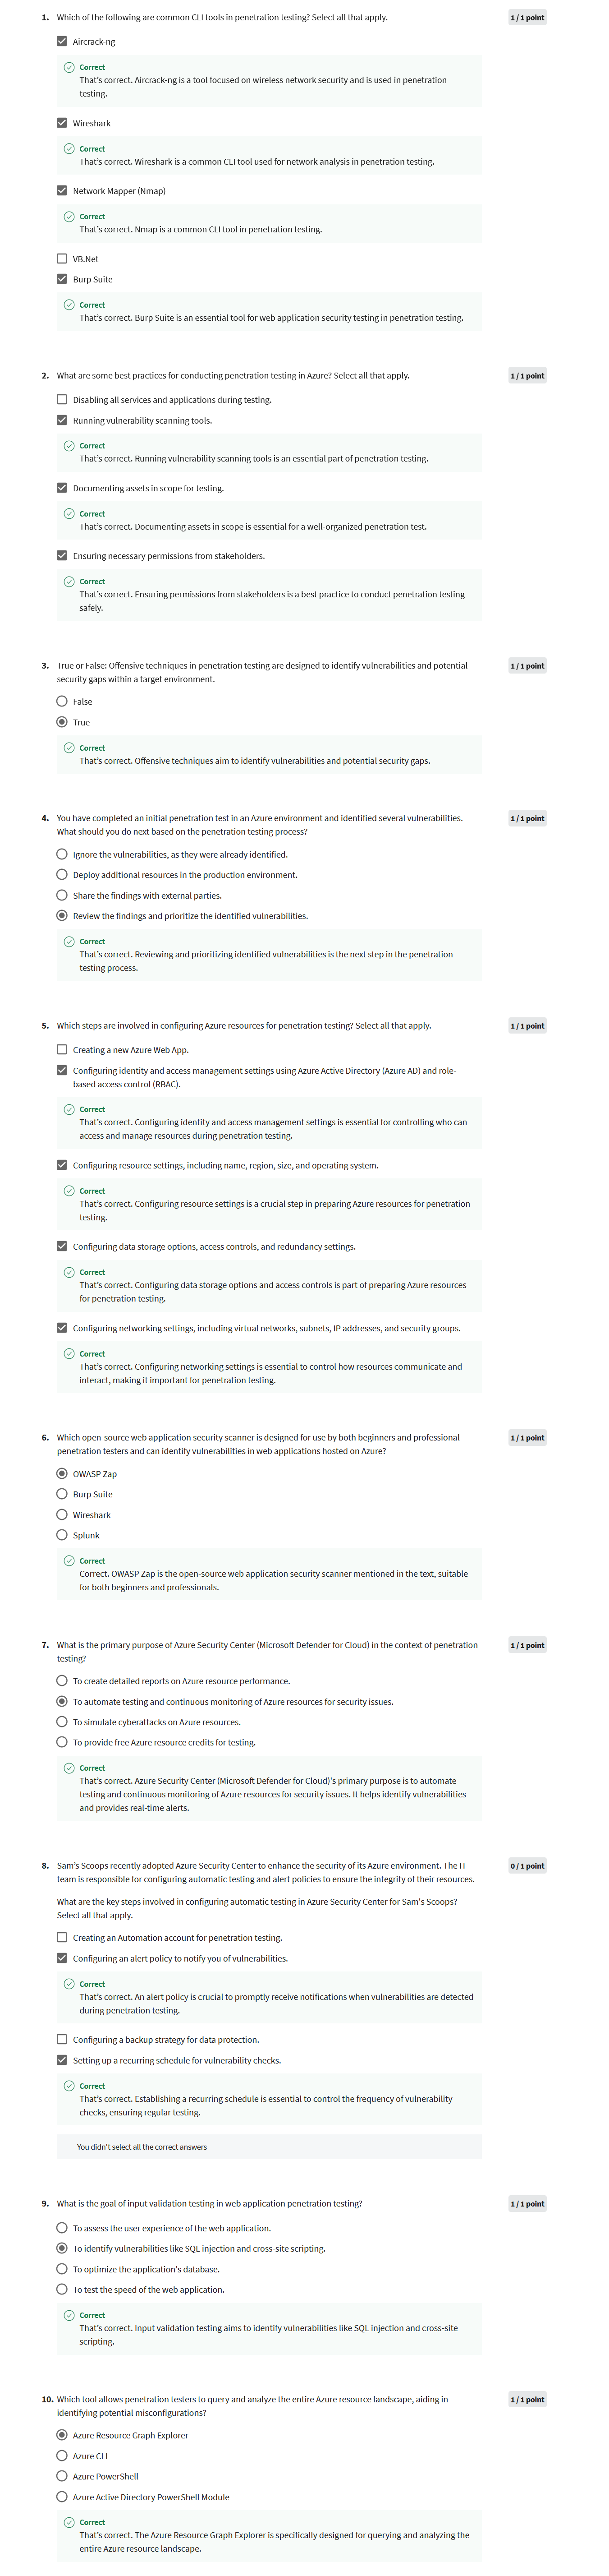 1. Which of the following are common CLI tools in penetration testing? Select all that apply.
1 / 1 point
Aircrack-ng
Correct
That's correct. Aircrack-ng is a tool focused on wireless network security and is used in penetration
testing.
Wireshark
Correct
That's correct. Wireshark is a common CLI tool used for network analysis in penetration testing.
Network Mapper (Nmap)
Correct
That's correct. Nmap is a common CLI tool in penetration testing.
VB.Net
Burp Suite
Correct
That's correct. Burp Suite is an essential tool for web application security testing in penetration testing.
2. What are some best practices for conducting penetration testing in Azure? Select all that apply.
1 / 1 point
Disabling all services and applications during testing.
Running vulnerability scanning tools.
Correct
That's correct. Running vulnerability scanning tools is an essential part of penetration testing.
Documenting assets in scope for testing.
Correct
That's correct. Documenting assets in scope is essential for a well-organized penetration test.
Ensuring necessary permissions from stakeholders.
Correct
That's correct. Ensuring permissions from stakeholders is a best practice to conduct penetration testing
safely.
3. True or False: Offensive techniques in penetration testing are designed to identify vulnerabilities and potential
security gaps within a target environment.
1 / 1 point
False
True
Correct
That's correct. Offensive techniques aim to identify vulnerabilities and potential security gaps.
4. You have completed an initial penetration test in an Azure environment and identified several vulnerabilities.
What should you do next based on the penetration testing process?
1 / 1 point
Ignore the vulnerabilities, as they were already identified.
Deploy additional resources in the production environment.
Share the findings with external parties.
Review the findings and prioritize the identified vulnerabilities.
Correct
That's correct. Reviewing and prioritizing identified vulnerabilities is the next step in the penetration
testing process.
5. Which steps are involved in configuring Azure resources for penetration testing? Select all that apply.
1 / 1 point
Creating a new Azure Web App.
Configuring identity and access management settings using Azure Active Directory (Azure AD) and role-
based access control (RBAC).
Correct
That's correct. Configuring identity and access management settings is essential for controlling who can
access and manage resources during penetration testing.
Configuring resource settings, including name, region, size, and operating system.
Correct
That's correct. Configuring resource settings is a crucial step in preparing Azure resources for penetration
testing.
Configuring data storage options, access controls, and redundancy settings.
Correct
That's correct. Configuring data storage options and access controls is part of preparing Azure resources
for penetration testing.
Configuring networking settings, including virtual networks, subnets, IP addresses, and security groups.
Correct
That's correct. Configuring networking settings is essential to control how resources communicate and
interact, making it important for penetration testing.
6. Which open-source web application security scanner is designed for use by both beginners and professional
penetration testers and can identify vulnerabilities in web applications hosted on Azure?
1 / 1 point
OWASP Zap
Burp Suite
Wireshark
Splunk
Correct
Correct. OWASP Zap is the open-source web application security scanner mentioned in the text, suitable
for both beginners and professionals.
7. What is the primary purpose of Azure Security Center (Microsoft Defender for Cloud) in the context of penetration
testing?
1 / 1 point
To create detailed reports on Azure resource performance.
To automate testing and continuous monitoring of Azure resources for security issues.
To simulate cyberattacks on Azure resources.
To provide free Azure resource credits for testing.
Correct
That's correct. Azure Security Center (Microsoft Defender for Cloud)'s primary purpose is to automate
testing and continuous monitoring of Azure resources for security issues. It helps identify vulnerabilities
and provides real-time alerts.
8. Sam's Scoops recently adopted Azure Security Center to enhance the security of its Azure environment. The IT
team is responsible for configuring automatic testing and alert policies to ensure the integrity of their resources.
0 / 1 point
What are the key steps involved in configuring automatic testing in Azure Security Center for Sam's Scoops?
Select all that apply.
Creating an Automation account for penetration testing.
Configuring an alert policy to notify you of vulnerabilities.
Correct
That's correct. An alert policy is crucial to promptly receive notifications when vulnerabilities are detected
during penetration testing.
Configuring a backup strategy for data protection.
Setting up a recurring schedule for vulnerability checks.
Correct
That's correct. Establishing a recurring schedule is essential to control the frequency of vulnerability
checks, ensuring regular testing.
You didn't select all the correct answers
9. What is the goal of input validation testing in web application penetration testing?
1 / 1 point
To assess the user experience of the web application.
To identify vulnerabilities like SQL injection and cross-site scripting.
To optimize the application's database.
To test the speed of the web application.
Correct
That's correct. Input validation testing aims to identify vulnerabilities like SQL injection and cross-site
scripting.
10. Which tool allows penetration testers to query and analyze the entire Azure resource landscape, aiding in
identifying potential misconfigurations?
1 / 1 point
Azure Resource Graph Explorer
Azure CLI
Azure PowerShell
Azure Active Directory PowerShell Module
Correct
That's correct. The Azure Resource Graph Explorer is specifically designed for querying and analyzing the
entire Azure resource landscape.